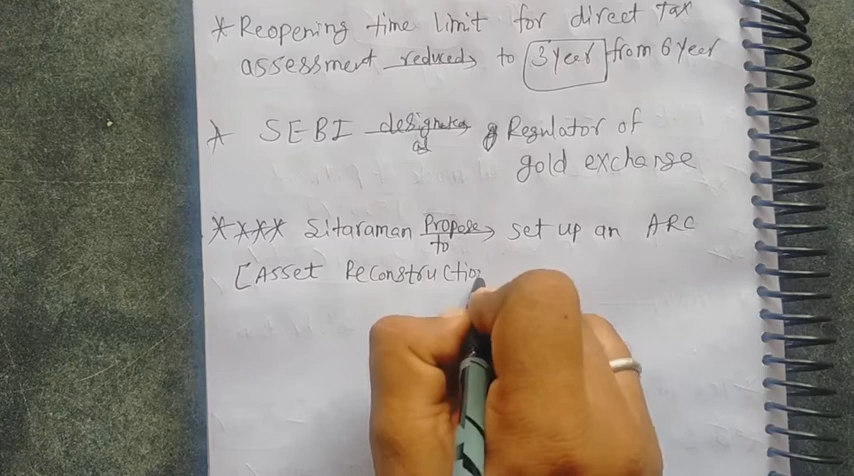 * Reopening time limit for direct Tax
assessment reduced to 3 year from 6 year
* SEBI designated as Regulator of
gold exchange
**** Sitaraman Propose to set up an ARC
[Asset Reconstruction